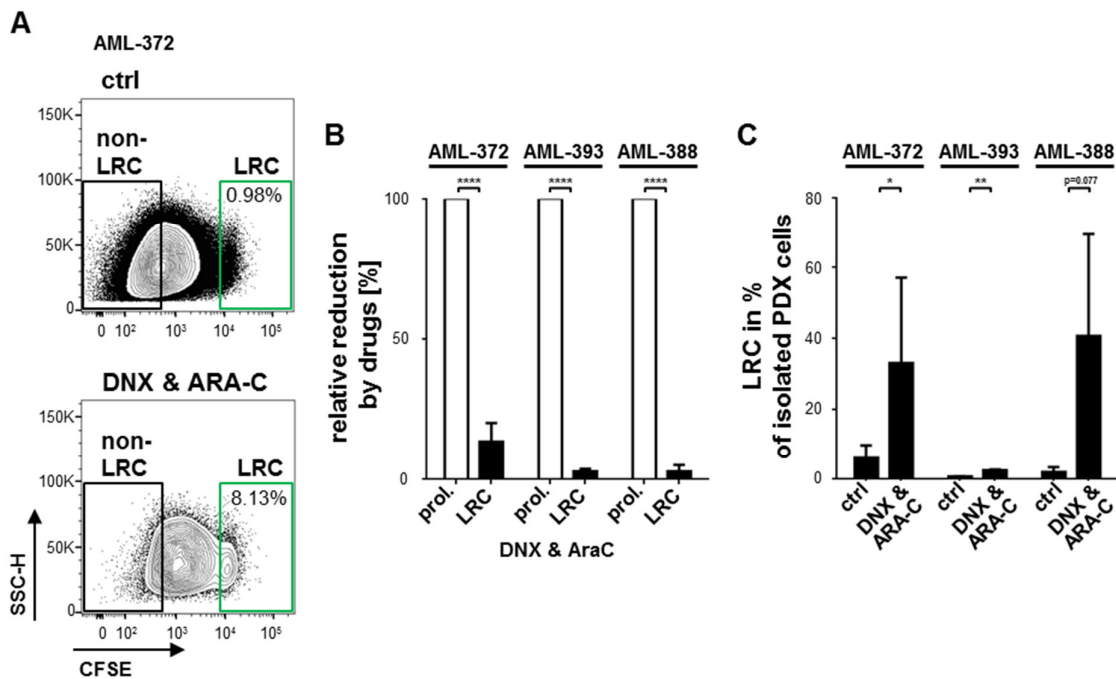 A
AML-372
ctrl
150K
100K
50K
0
non-
LRC
LRC
0.98%
0 10² 10³ 10⁴ 10⁵
DNX & ARA-C
150K
100K
50K
0
non-
LRC
LRC
8.13%
0 10² 10³ 10⁴ 10⁵
SSC-H
CFSE
B
AML-372 AML-393 AML-388
**** **** ****
relative reduction
by drugs [%]
100
50
0
prol. LRC prol. LRC prol. LRC
DNX & AraC
C
AML-372 AML-393 AML-388
* ** p=0.077
LRC in %
of isolated PDX cells
80
60
40
20
0
ctrl DNX & ARA-C ctrl DNX & ARA-C ctrl DNX & ARA-C